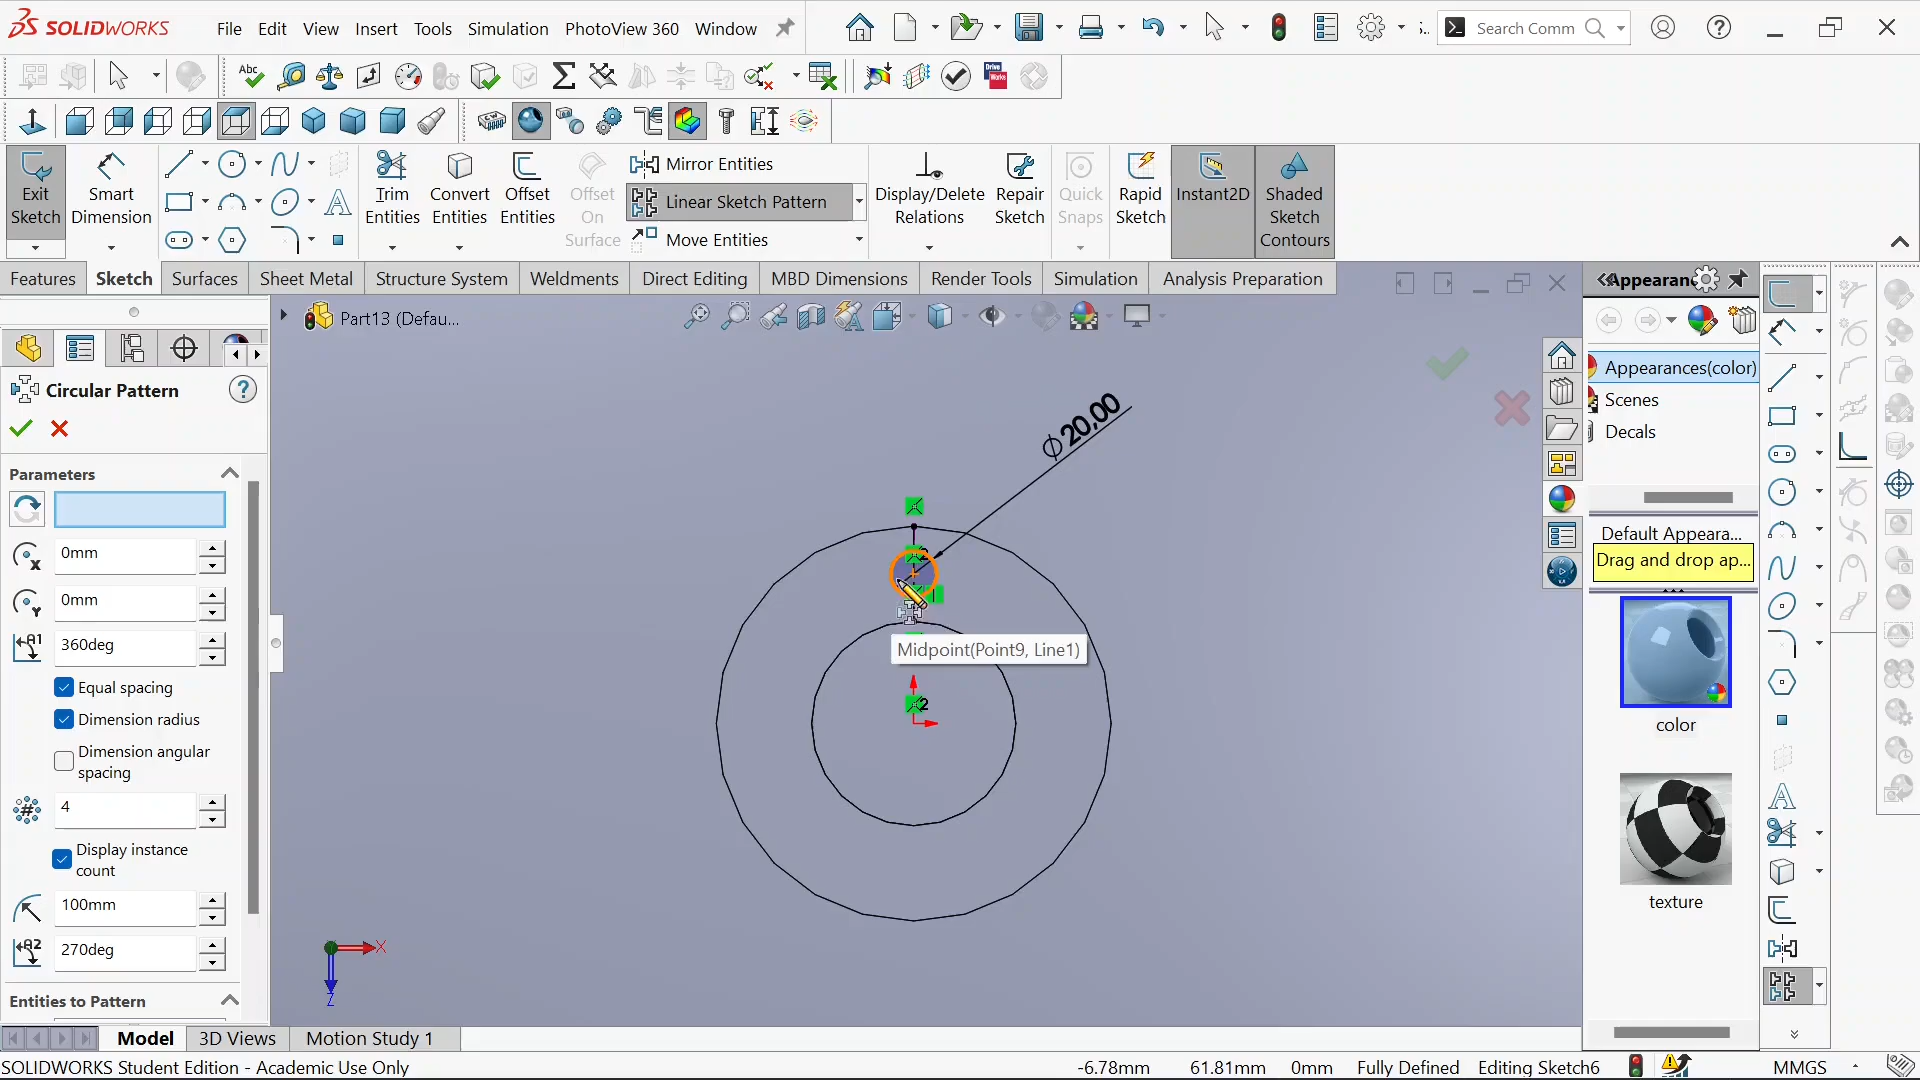 SOLIDWORKS File Edit View Insert Tools Simulation PhotoView 360 Window Search Comm
Abc
Exit Sketch
Smart Dimension
Trim Entities
Convert Entities
Offset Entities
Offset On Surface
Mirror Entities
Linear Sketch Pattern
Move Entities
Display/Delete Relations
Repair Sketch
Quick Snaps
Rapid Sketch
Instant2D
Shaded Sketch Contours
Features Sketch Surfaces Sheet Metal Structure System Weldments Direct Editing MBD Dimensions Render Tools Simulation Analysis Preparation
Part13 (Defau...
Circular Pattern
Parameters
0mm
0mm
360deg
Equal spacing
Dimension radius
Dimension angular
spacing
4
Display instance
count
100mm
270deg
Entities to Pattern
ϕ20,00
2
Midpoint(Point9, Line1)
2
X
Z
Appearan
Appearances(color)
Scenes
Decals
Default Appeara...
Drag and drop ap...
color
texture
Model 3D Views Motion Study 1
SOLIDWORKS Student Edition - Academic Use Only -6.78mm 61.81mm 0mm Fully Defined Editing Sketch6 MMGS